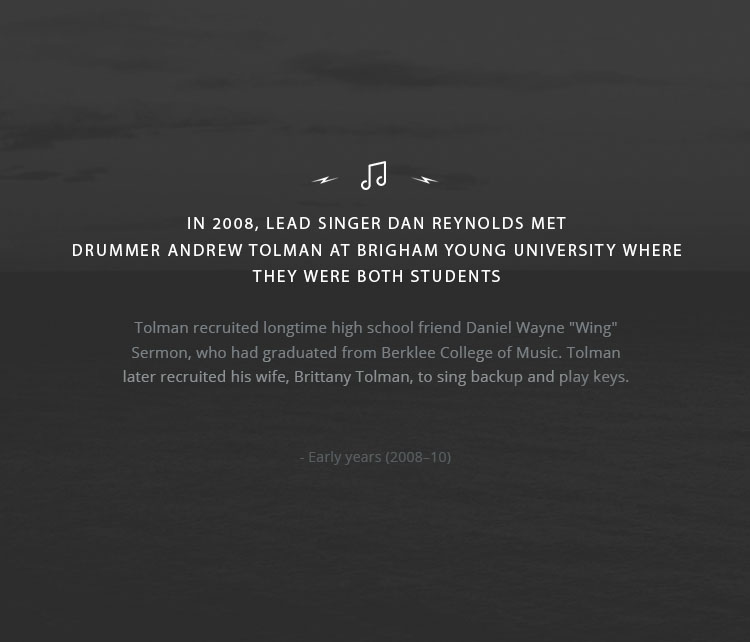 IN 2008, LEAD SINGER DAN REYNOLDS MET
DRUMMER ANDREW TOLMAN AT BRIGHAM YOUNG UNIVERSITY WHERE
THEY WERE BOTH STUDENTS
Tolman recruited longtime high school friend Daniel Wayne "Wing"
Sermon, who had graduated from Berklee College of Music. Tolman
later recruited his wife, Brittany Tolman, to sing backup and play keys.
- Early years (2008–10)